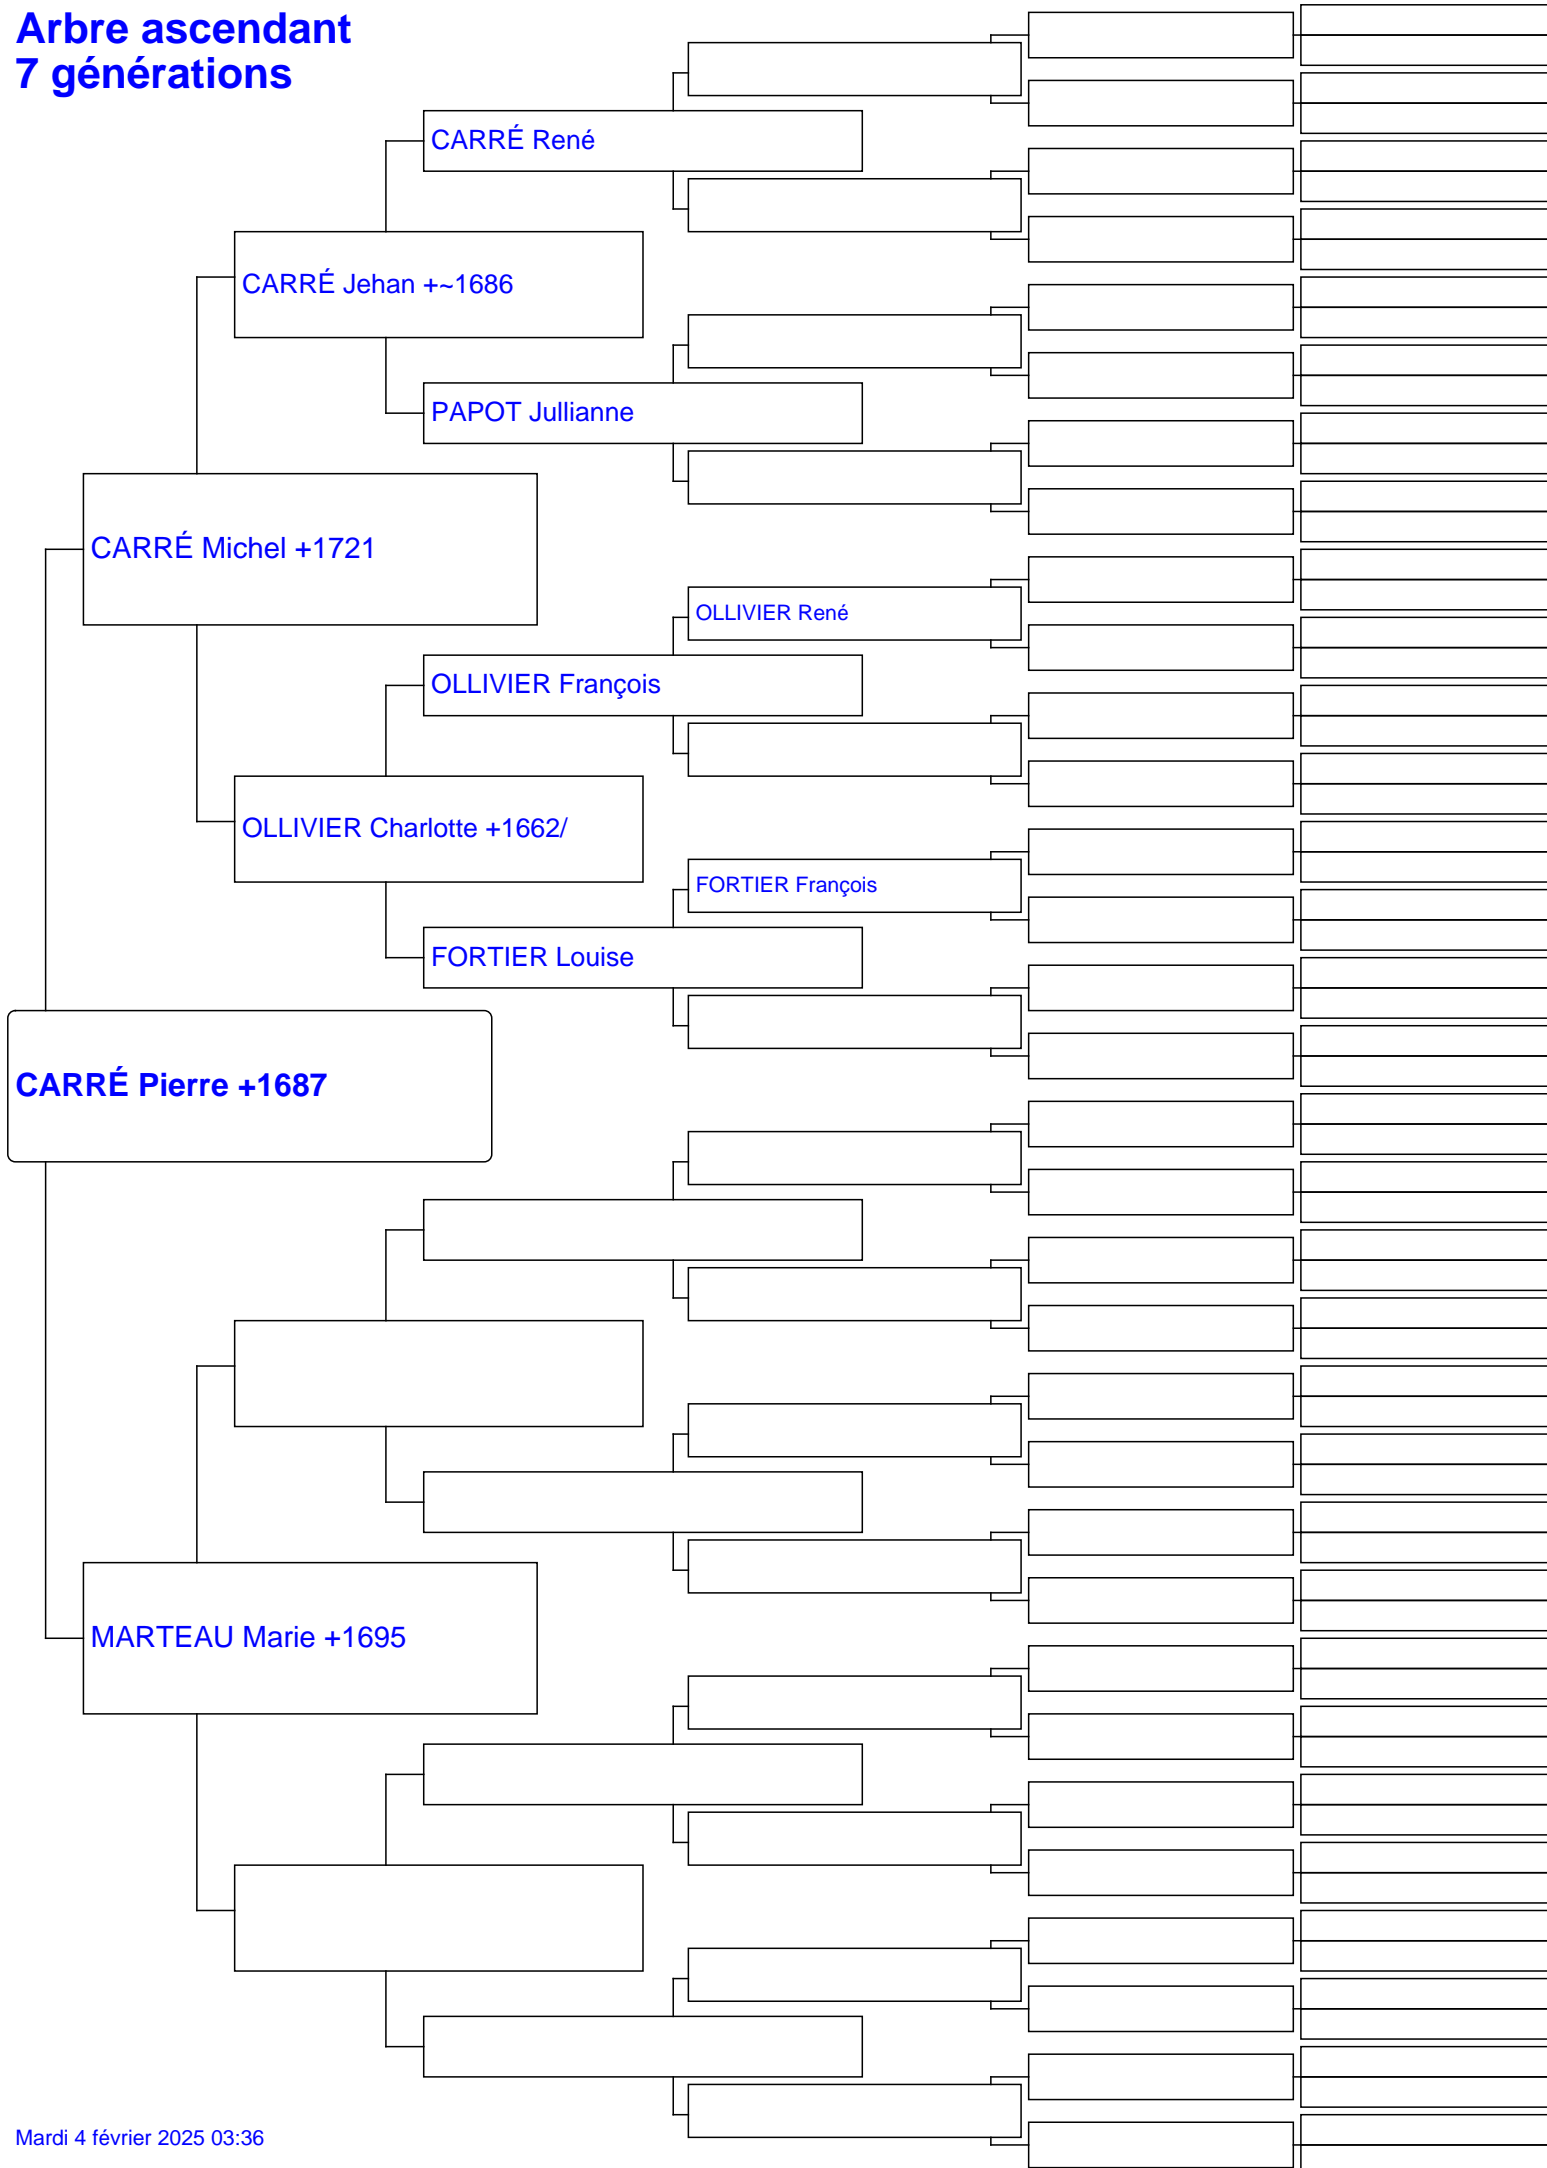 Arbre ascendant
7 générations
CARRÉ René
CARRÉ Jehan +~1686
PAPOT Jullianne
CARRÉ Michel +1721
OLLIVIER René
OLLIVIER François
OLLIVIER Charlotte +1662/
FORTIER François
FORTIER Louise
CARRÉ Pierre +1687
MARTEAU Marie +1695
Mardi 4 février 2025 03:36